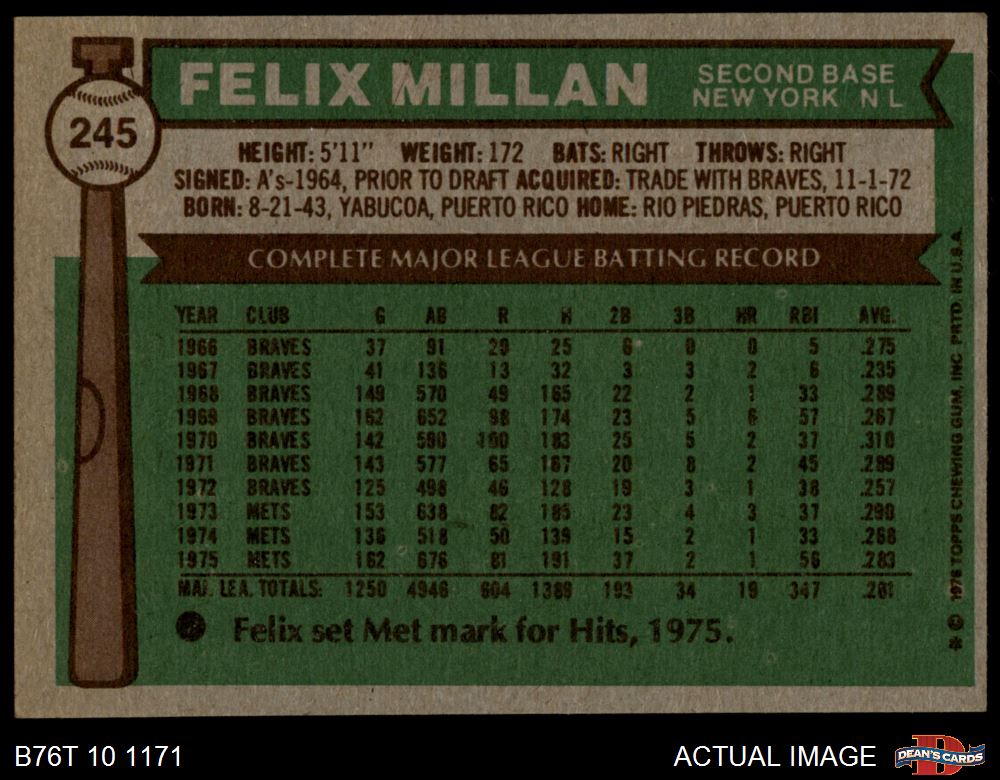 245
FELIX MILLAN
SECOND BASE
NEW YORK N L
HEIGHT: 5'11" WEIGHT: 172 BATS: RIGHT THROWS: RIGHT
SIGNED: A's-1964, PRIOR TO DRAFT ACQUIRED: TRADE WITH BRAVES, 11-1-72
BORN: 8-21-43, YABUCOA, PUERTO RICO HOME: RIO PIEDRAS, PUERTO RICO
COMPLETE MAJOR LEAGUE BATTING RECORD
YEAR CLUB G AB R H 2B 3B HR RBI AVG.
1966 BRAVES 37 91 20 25 6 0 0 5 .275
1967 BRAVES 41 136 13 32 3 3 2 6 .235
1968 BRAVES 149 570 49 165 22 2 1 33 .289
1969 BRAVES 162 652 98 174 23 5 6 57 .267
1970 BRAVES 142 590 100 183 25 5 2 37 .310
1971 BRAVES 143 577 65 167 20 8 2 45 .289
1972 BRAVES 125 498 46 128 19 3 1 38 .257
1973 METS 153 638 82 185 23 4 3 37 .290
1974 METS 136 518 50 139 15 2 1 33 .268
1975 METS 162 676 81 191 37 2 1 56 .283
MAJ. LEA. TOTALS: 1250 4946 604 1389 193 34 19 347 .281
Felix set Met mark for Hits, 1975.
* © 1976 TOPPS CHEWING GUM, INC. PRTD. IN U.S.A.
B76T 10 1171
ACTUAL IMAGE
D
DEAN'S CARDS